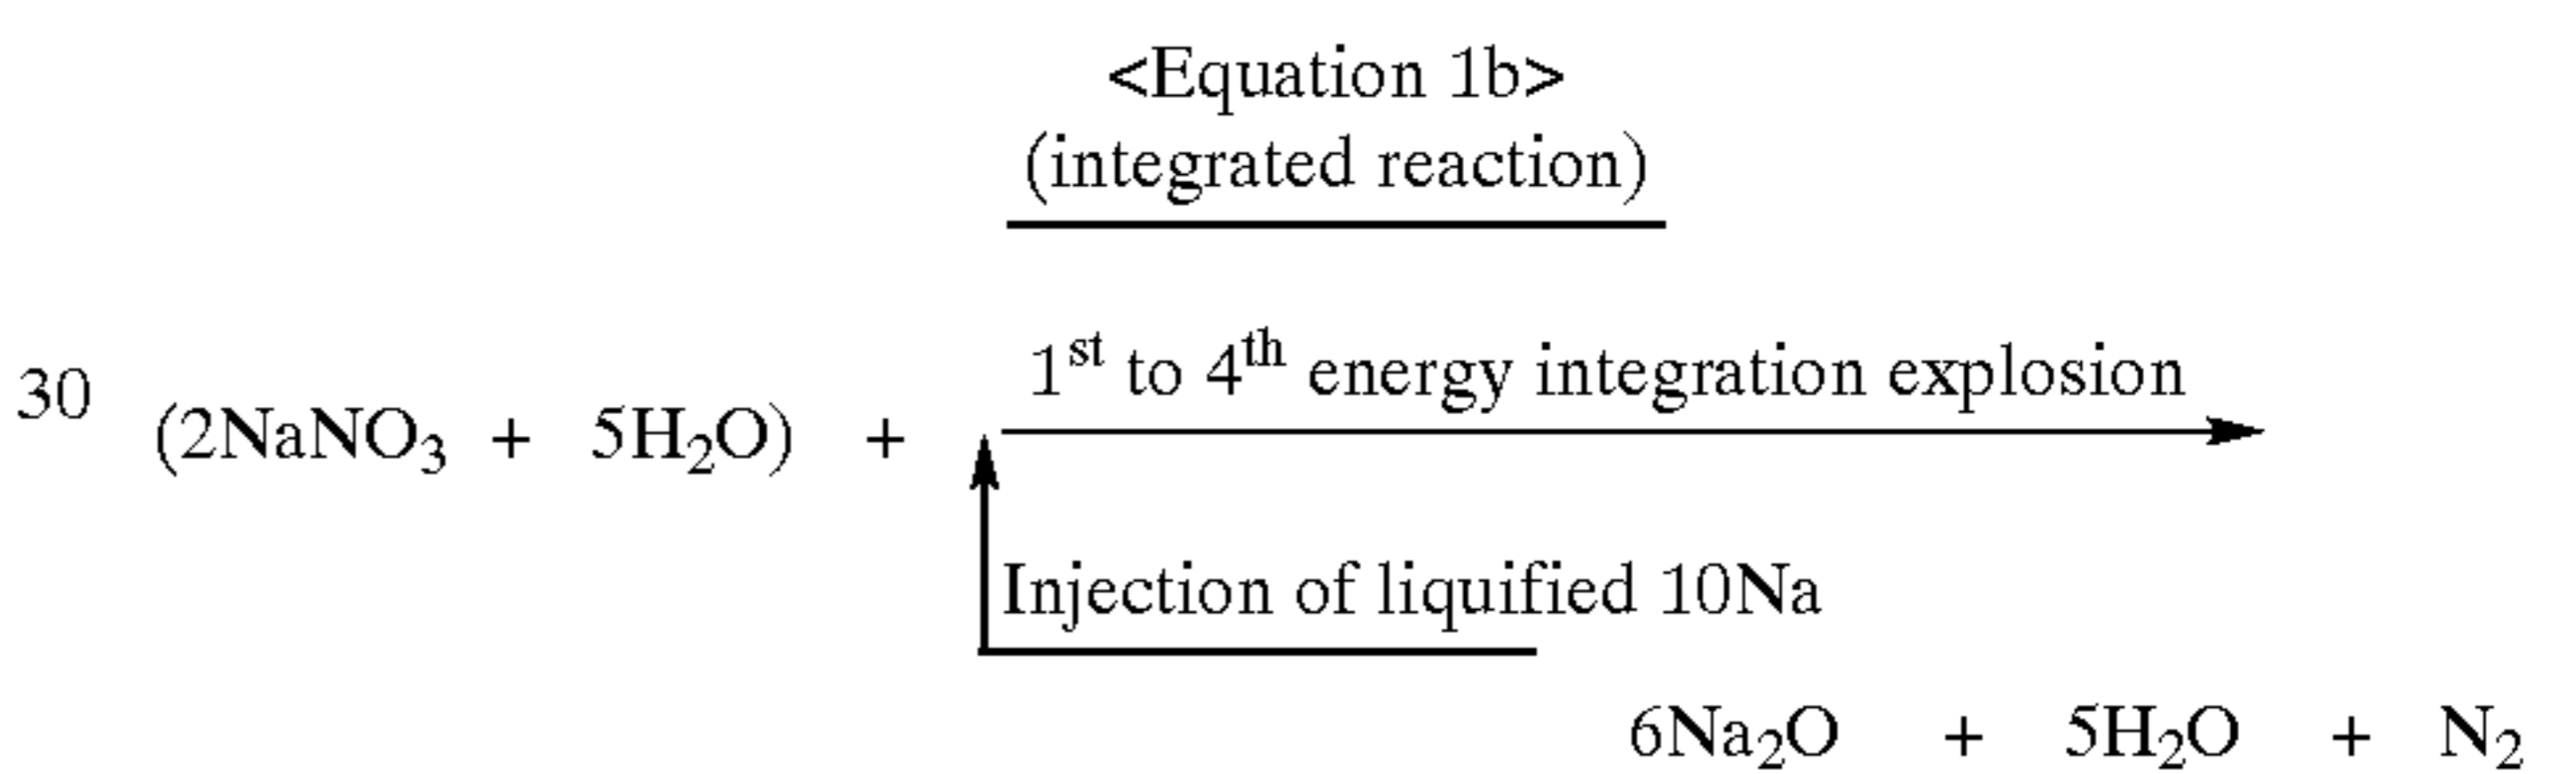 <Equation 1b>
(integrated reaction)
1st to 4th energy integration explosion
30 (2NaNO3 + 5H2O) +
Injection of liquified 10Na
6Na2O + 5H2O + N2